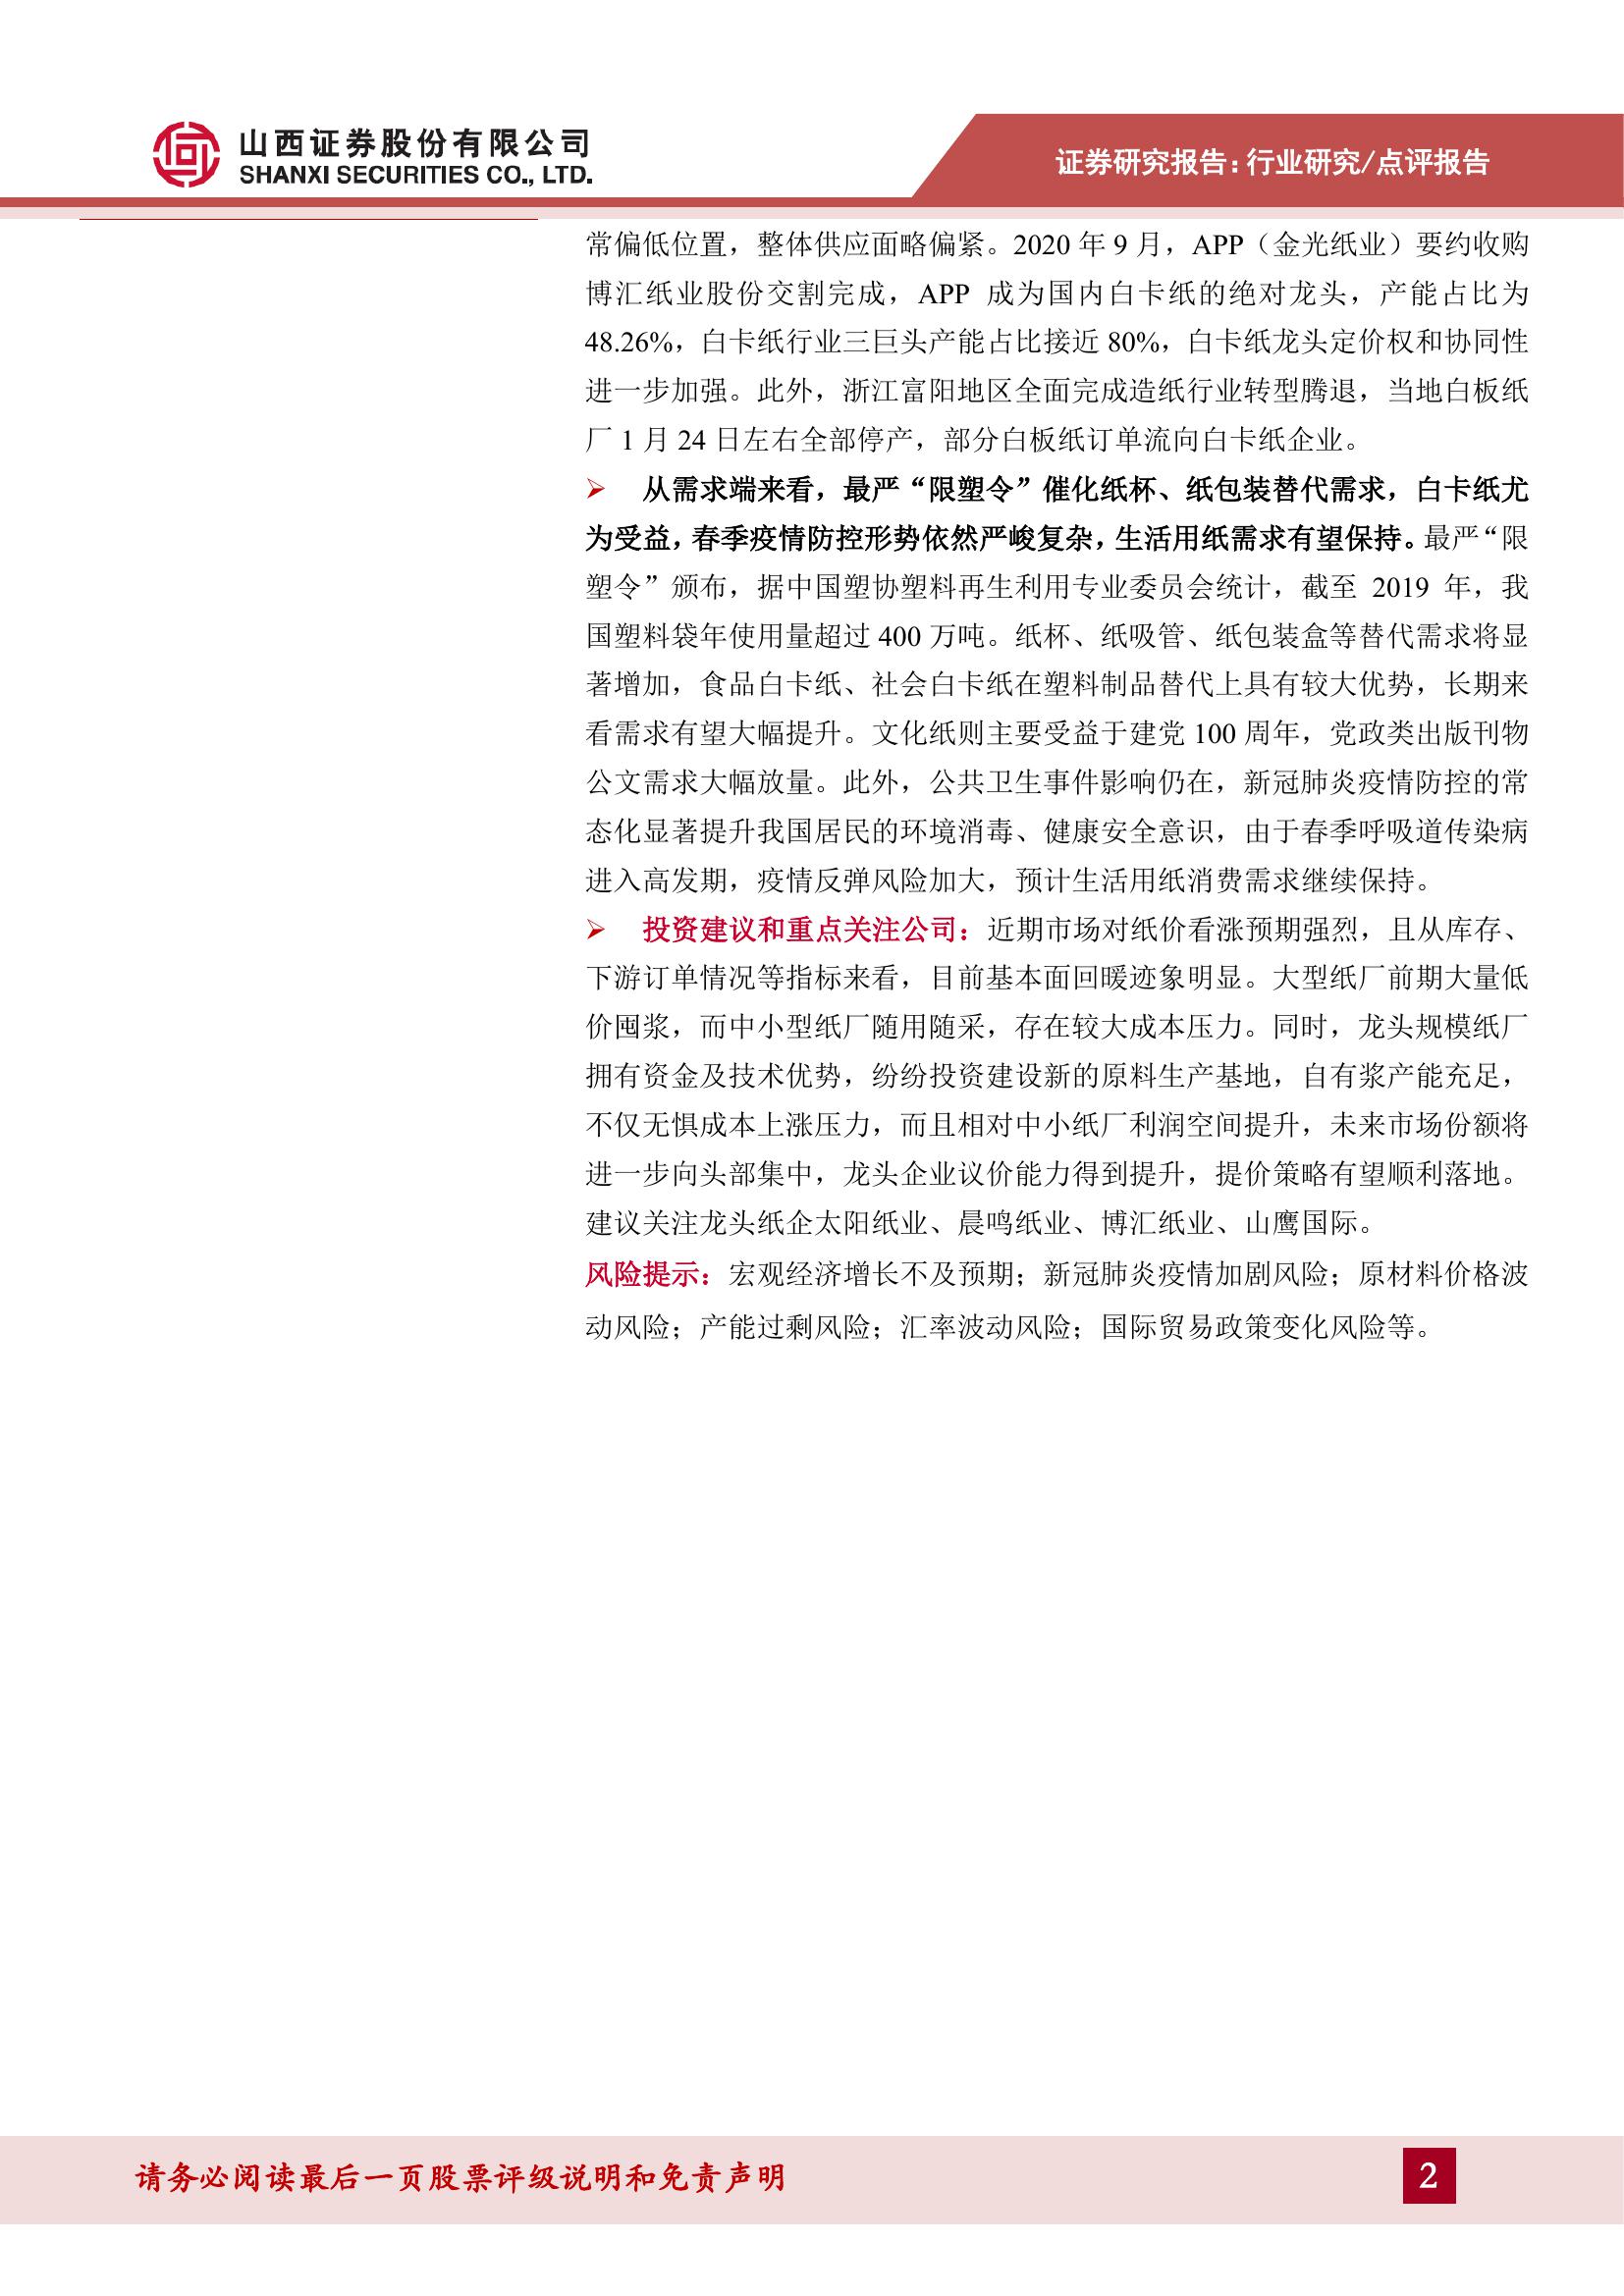 山西证券股份有限公司
SHANXI SECURITIES CO., LTD.
证券研究报告：行业研究/点评报告
常偏低位置，整体供应面略偏紧。2020 年 9 月，APP（金光纸业）要约收购
博汇纸业股份交割完成，APP 成为国内白卡纸的绝对龙头，产能占比为
48.26%，白卡纸行业三巨头产能占比接近 80%，白卡纸龙头定价权和协同性
进一步加强。此外，浙江富阳地区全面完成造纸行业转型腾退，当地白板纸
厂 1 月 24 日左右全部停产，部分白板纸订单流向白卡纸企业。
➢ 从需求端来看，最严“限塑令”催化纸杯、纸包装替代需求，白卡纸尤
为受益，春季疫情防控形势依然严峻复杂，生活用纸需求有望保持。最严“限
塑令”颁布，据中国塑协塑料再生利用专业委员会统计，截至 2019 年，我
国塑料袋年使用量超过 400 万吨。纸杯、纸吸管、纸包装盒等替代需求将显
著增加，食品白卡纸、社会白卡纸在塑料制品替代上具有较大优势，长期来
看需求有望大幅提升。文化纸则主要受益于建党 100 周年，党政类出版刊物
公文需求大幅放量。此外，公共卫生事件影响仍在，新冠肺炎疫情防控的常
态化显著提升我国居民的环境消毒、健康安全意识，由于春季呼吸道传染病
进入高发期，疫情反弹风险加大，预计生活用纸消费需求继续保持。
➢ 投资建议和重点关注公司：近期市场对纸价看涨预期强烈，且从库存、
下游订单情况等指标来看，目前基本面回暖迹象明显。大型纸厂前期大量低
价囤浆，而中小型纸厂随用随采，存在较大成本压力。同时，龙头规模纸厂
拥有资金及技术优势，纷纷投资建设新的原料生产基地，自有浆产能充足，
不仅无惧成本上涨压力，而且相对中小纸厂利润空间提升，未来市场份额将
进一步向头部集中，龙头企业议价能力得到提升，提价策略有望顺利落地。
建议关注龙头纸企太阳纸业、晨鸣纸业、博汇纸业、山鹰国际。
风险提示：宏观经济增长不及预期；新冠肺炎疫情加剧风险；原材料价格波
动风险；产能过剩风险；汇率波动风险；国际贸易政策变化风险等。
请务必阅读最后一页股票评级说明和免责声明
2